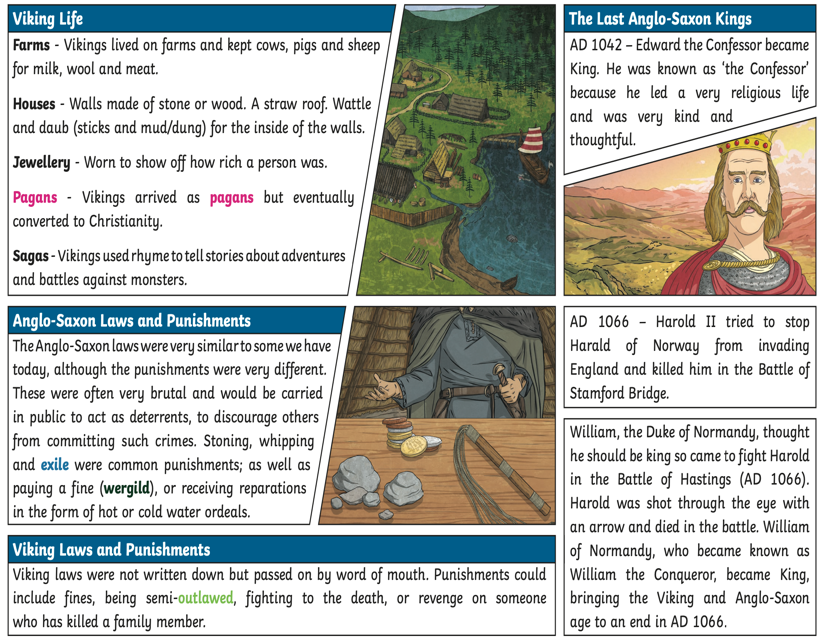 Viking Life
Farms - Vikings lived on farms and kept cows, pigs and sheep
for milk, wool and meat.
Houses - Walls made of stone or wood. A straw roof. Wattle
and daub (sticks and mud/dung) for the inside of the walls.
Jewellery - Worn to show off how rich a person was.
Pagans - Vikings arrived as pagans but eventually
converted to Christianity.
Sagas - Vikings used rhyme to tell stories about adventures
and battles against monsters.
Anglo-Saxon Laws and Punishments
The Anglo-Saxon laws were very similar to some we have
today, although the punishments were very different.
These were often very brutal and would be carried
in public to act as deterrents, to discourage others
from committing such crimes. Stoning, whipping
and exile were common punishments; as well as
paying a fine (wergild), or receiving reparations
in the form of hot or cold water ordeals.
Viking Laws and Punishments
Viking laws were not written down but passed on by word of mouth. Punishments could
include fines, being semi-outlawed, fighting to the death, or revenge on someone
who has killed a family member.
The Last Anglo-Saxon Kings
AD 1042 – Edward the Confessor became
King. He was known as ‘the Confessor’
because he led a very religious life
and was very kind and
thoughtful.
AD 1066 – Harold II tried to stop
Harald of Norway from invading
England and killed him in the Battle of
Stamford Bridge.
William, the Duke of Normandy, thought
he should be king so came to fight Harold
in the Battle of Hastings (AD 1066).
Harold was shot through the eye with
an arrow and died in the battle. William
of Normandy, who became known as
William the Conqueror, became King,
bringing the Viking and Anglo-Saxon
age to an end in AD 1066.